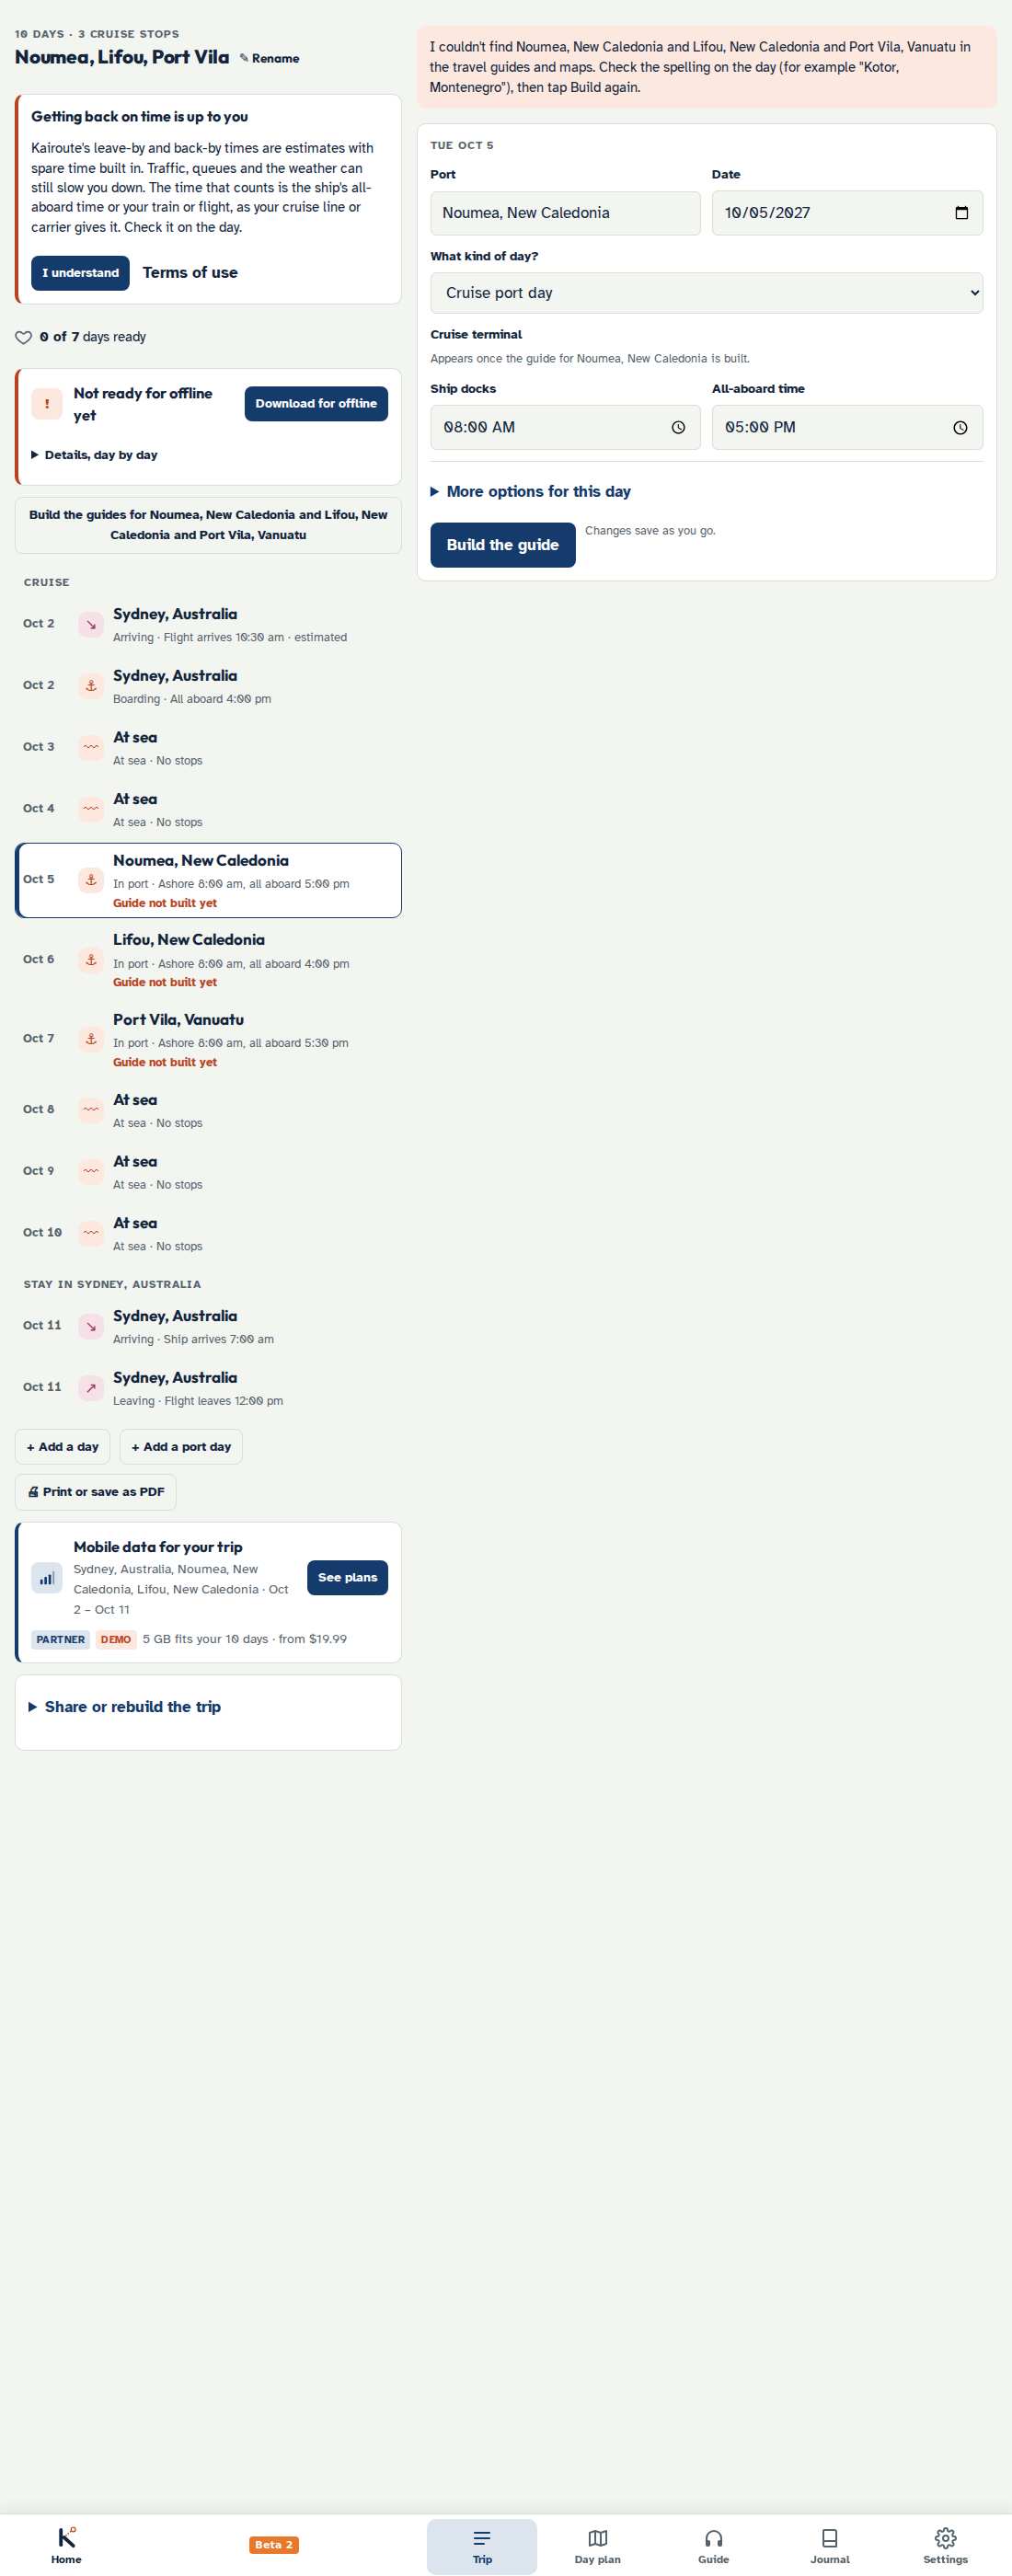 10 DAYS · 3 CRUISE STOPS
Noumea, Lifou, Port Vila ✎ Rename
Getting back on time is up to you
Kairoute's leave-by and back-by times are estimates with
spare time built in. Traffic, queues and the weather can
still slow you down. The time that counts is the ship's all-
aboard time or your train or flight, as your cruise line or
carrier gives it. Check it on the day.
I understand Terms of use
0 of 7 days ready
! Not ready for offline
yet
Download for offline
▶ Details, day by day
Build the guides for Noumea, New Caledonia and Lifou, New
Caledonia and Port Vila, Vanuatu
CRUISE
Oct 2 Sydney, Australia
Arriving · Flight arrives 10:30 am · estimated
Oct 2 Sydney, Australia
Boarding · All aboard 4:00 pm
Oct 3 At sea
At sea · No stops
Oct 4 At sea
At sea · No stops
Oct 5 Noumea, New Caledonia
In port · Ashore 8:00 am, all aboard 5:00 pm
Guide not built yet
Oct 6 Lifou, New Caledonia
In port · Ashore 8:00 am, all aboard 4:00 pm
Guide not built yet
Oct 7 Port Vila, Vanuatu
In port · Ashore 8:00 am, all aboard 5:30 pm
Guide not built yet
Oct 8 At sea
At sea · No stops
Oct 9 At sea
At sea · No stops
Oct 10 At sea
At sea · No stops
STAY IN SYDNEY, AUSTRALIA
Oct 11 Sydney, Australia
Arriving · Ship arrives 7:00 am
Oct 11 Sydney, Australia
Leaving · Flight leaves 12:00 pm
+ Add a day + Add a port day
Print or save as PDF
Mobile data for your trip
Sydney, Australia, Noumea, New
Caledonia, Lifou, New Caledonia · Oct
2 – Oct 11
See plans
PARTNER DEMO 5 GB fits your 10 days · from $19.99
▶ Share or rebuild the trip
I couldn't find Noumea, New Caledonia and Lifou, New Caledonia and Port Vila, Vanuatu in
the travel guides and maps. Check the spelling on the day (for example "Kotor,
Montenegro"), then tap Build again.
TUE OCT 5
Port Date
Noumea, New Caledonia 10/05/2027
What kind of day?
Cruise port day
Cruise terminal
Appears once the guide for Noumea, New Caledonia is built.
Ship docks All-aboard time
08:00 AM 05:00 PM
▶ More options for this day
Build the guide Changes save as you go.
Home Beta 2 Trip Day plan Guide Journal Settings